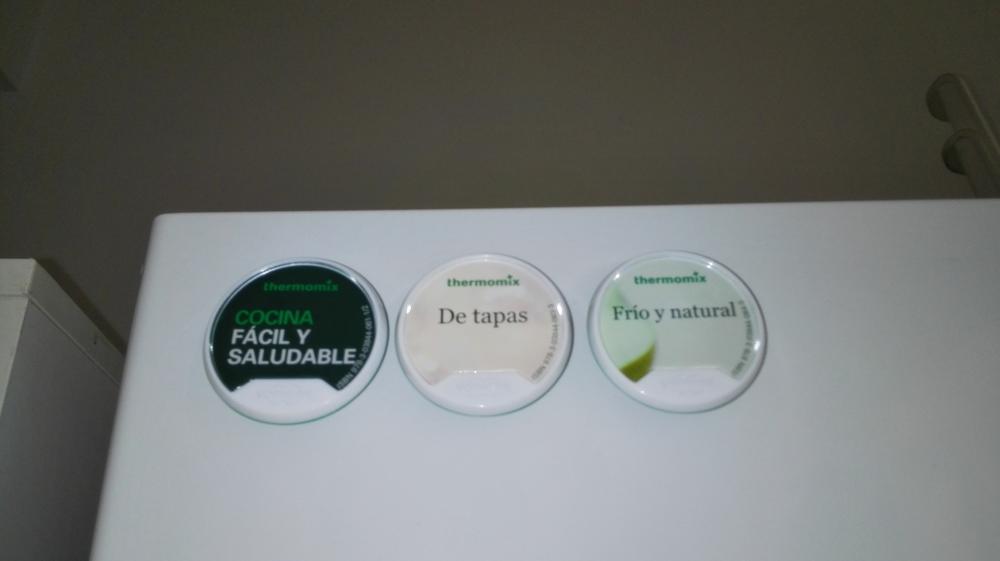 thermomix
COCINA
FÁCIL Y
SALUDABLE
thermomix
De tapas
thermomix
Frío y natural